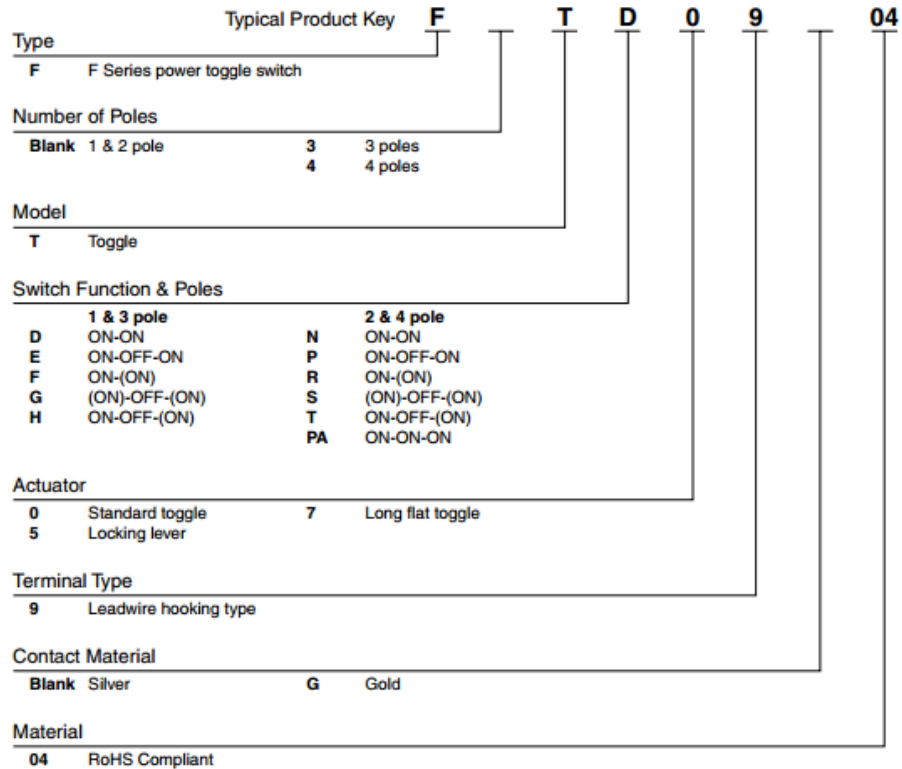 Typical Product Key F T D 0 9 04
Type
F F Series power toggle switch
Number of Poles
Blank 1 & 2 pole 3 3 poles
4 4 poles
Model
T Toggle
Switch Function & Poles
1 & 3 pole 2 & 4 pole
D ON-ON N ON-ON
E ON-OFF-ON P ON-OFF-ON
F ON-(ON) R ON-(ON)
G (ON)-OFF-(ON) S (ON)-OFF-(ON)
H ON-OFF-(ON) T ON-OFF-(ON)
PA ON-ON-ON
Actuator
0 Standard toggle 7 Long flat toggle
5 Locking lever
Terminal Type
9 Leadwire hooking type
Contact Material
Blank Silver G Gold
Material
04 RoHS Compliant